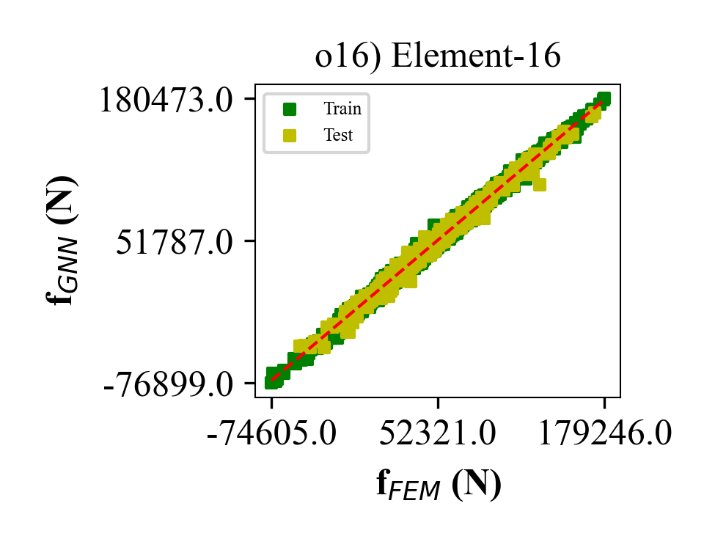 o16) Element-16
180473.0
51787.0
-76899.0
f_GNN (N)
Train
Test
-74605.0 52321.0 179246.0
f_FEM (N)